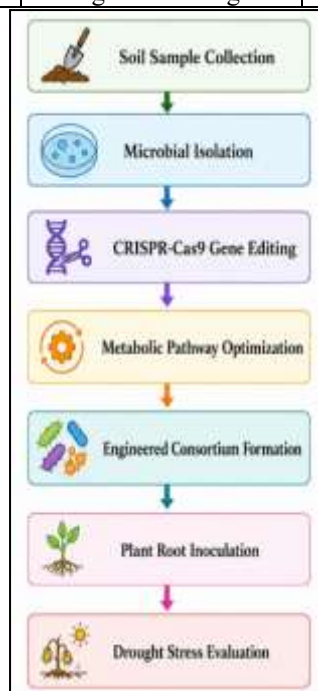 Soil Sample Collection
Microbial Isolation
CRISPR-Cas9 Gene Editing
Metabolic Pathway Optimization
Engineered Consortium Formation
Plant Root Inoculation
Drought Stress Evaluation